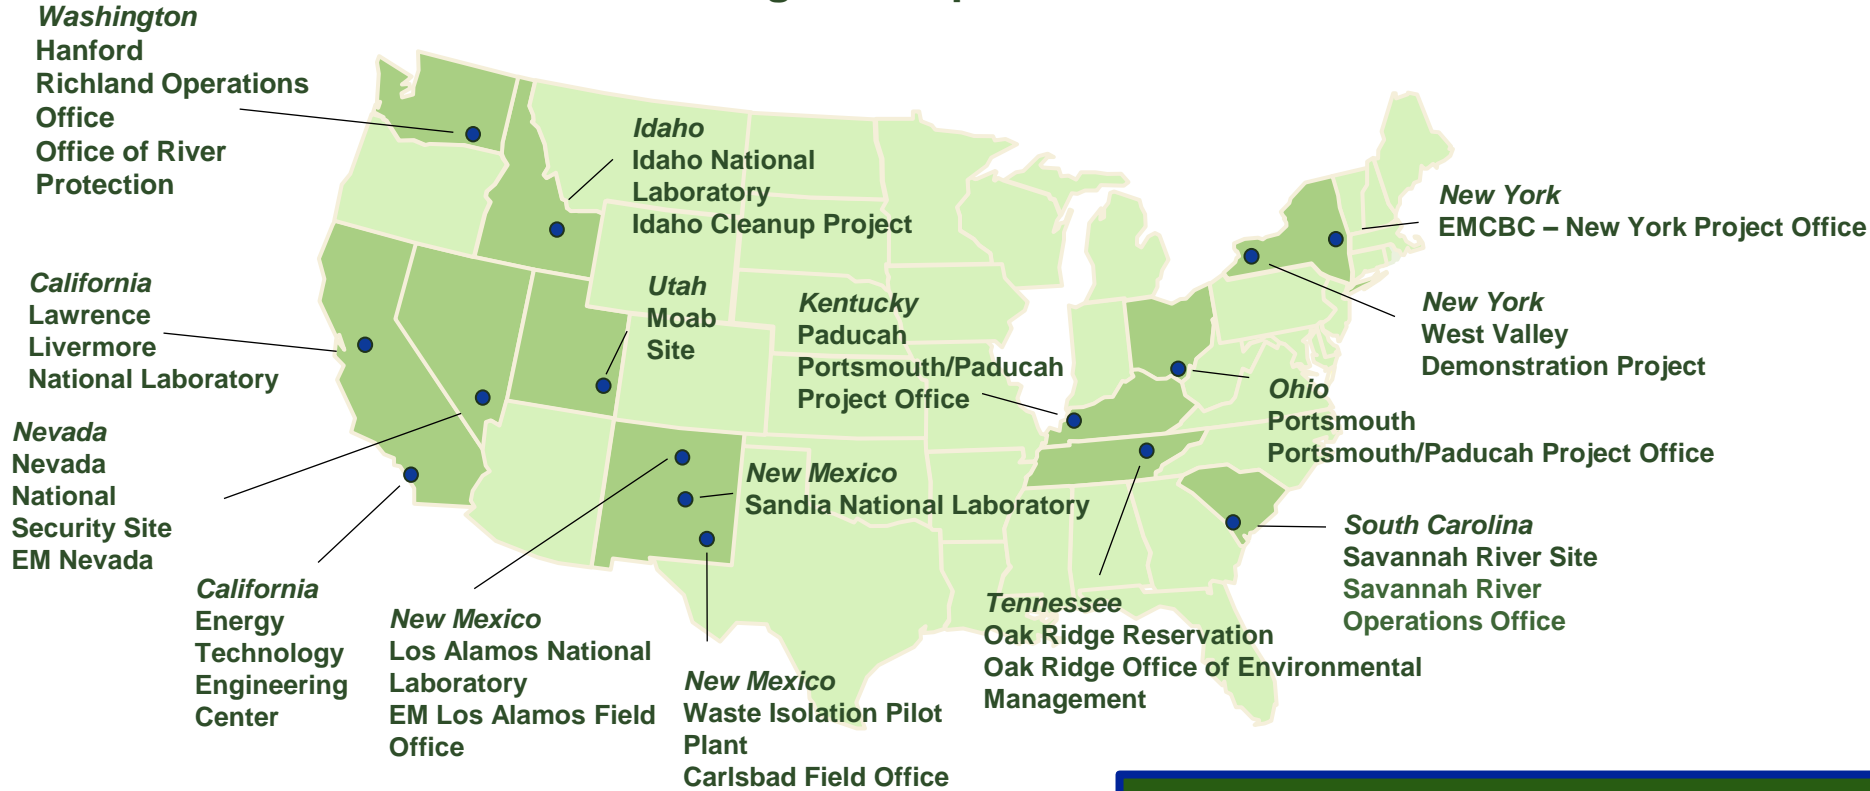 Washington
Hanford
Richland Operations
Office
Office of River
Protection
Idaho
Idaho National
Laboratory
Idaho Cleanup Project
New York
EMCBC – New York Project Office
California
Lawrence
Livermore
National Laboratory
Utah
Moab
Site
Kentucky
Paducah
Portsmouth/Paducah
Project Office
New York
West Valley
Demonstration Project
Ohio
Portsmouth
Portsmouth/Paducah Project Office
Nevada
Nevada
National
Security Site
EM Nevada
New Mexico
Sandia National Laboratory
South Carolina
Savannah River Site
Savannah River
Operations Office
California
Energy
Technology
Engineering
Center
New Mexico
Los Alamos National
Laboratory
EM Los Alamos Field
Office
New Mexico
Waste Isolation Pilot
Plant
Carlsbad Field Office
Tennessee
Oak Ridge Reservation
Oak Ridge Office of Environmental
Management